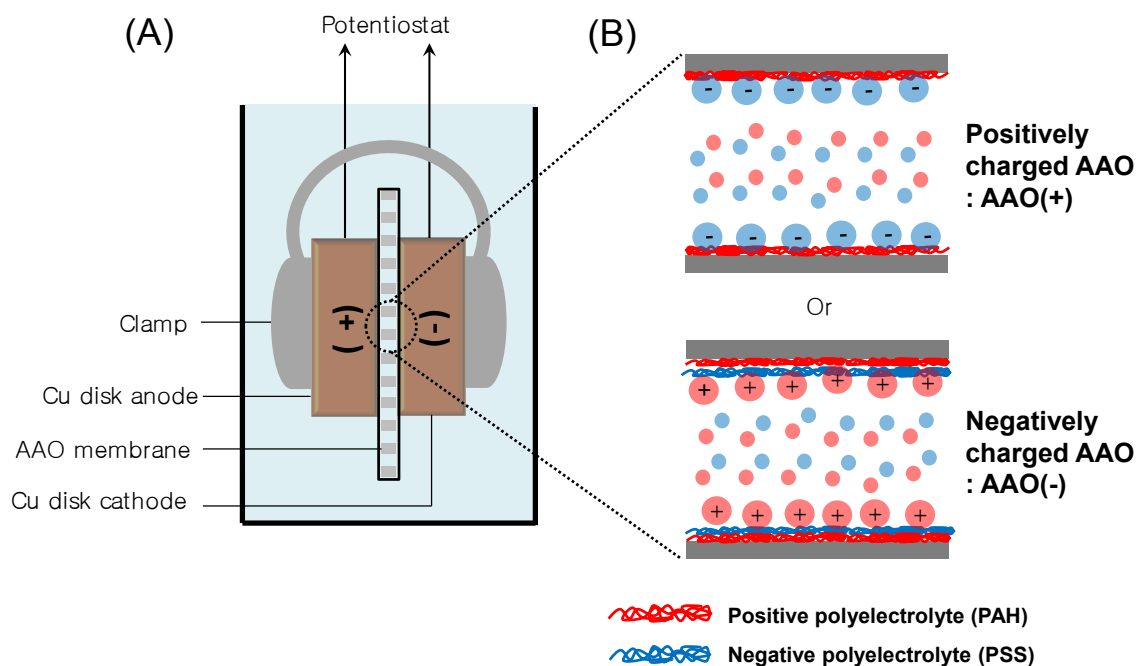 (A)
Potentiostat
Clamp
Cu disk anode
AAO membrane
Cu disk cathode
(+)
(-)
(B)
- - - - - -
- - - - - -
Positively
charged AAO
: AAO(+)
Or
+ + + + + +
+ + + + + +
Negatively
charged AAO
: AAO(-)
Positive polyelectrolyte (PAH)
Negative polyelectrolyte (PSS)